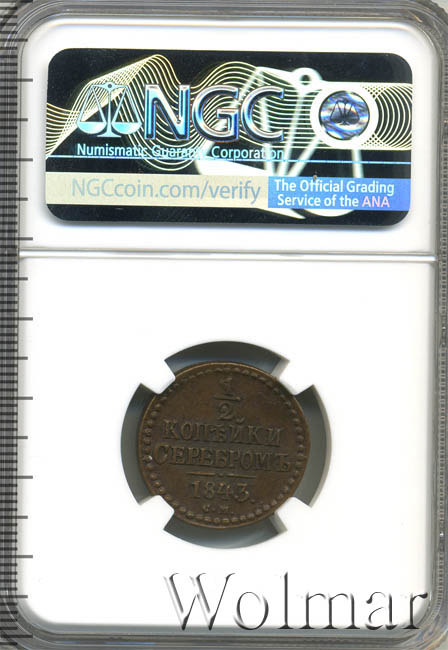 NGC
Numismatic Guaranty Corporation
NGCcoin.com/verify
The Official Grading
Service of the ANA
1/2
КОПѢЙКИ
СЕРЕБРОМЪ
1843.
С.М.
Wolmar